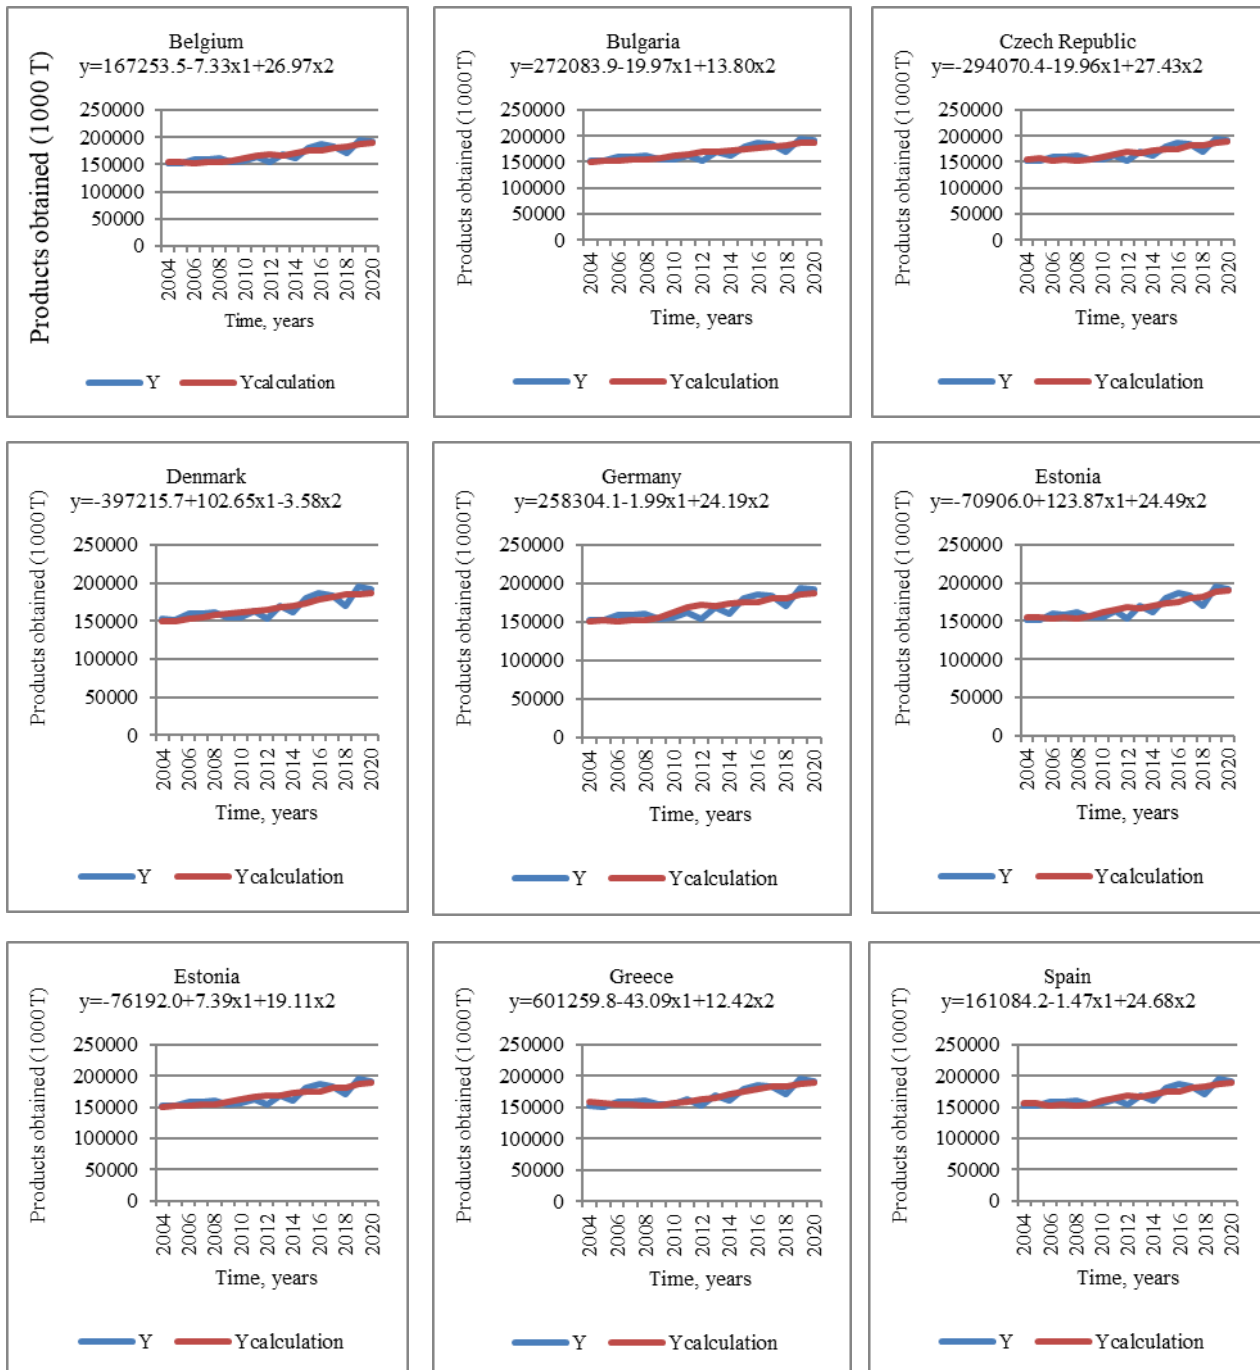 Belgium
y=167253.5-7.33x1+26.97x2
Products obtained (1000 T)
250000
200000
150000
100000
50000
0
2004
2006
2008
2010
2012
2014
2016
2018
2020
Time, years
Y
Ycalculation
Bulgaria
y=272083.9-19.97x1+13.80x2
Products obtained (1000T)
250000
200000
150000
100000
50000
0
2004
2006
2008
2010
2012
2014
2016
2018
2020
Time, years
Y
Ycalculation
Czech Republic
y=-294070.4-19.96x1+27.43x2
Products obtained (1000T)
250000
200000
150000
100000
50000
0
2004
2006
2008
2010
2012
2014
2016
2018
2020
Time, years
Y
Ycalculation
Denmark
y=-397215.7+102.65x1-3.58x2
Products obtained (1000T)
250000
200000
150000
100000
50000
0
2004
2006
2008
2010
2012
2014
2016
2018
2020
Time, years
Y
Ycalculation
Germany
y=258304.1-1.99x1+24.19x2
Products obtained (1000T)
250000
200000
150000
100000
50000
0
2004
2006
2008
2010
2012
2014
2016
2018
2020
Time, years
Y
Ycalculation
Estonia
y=-70906.0+123.87x1+24.49x2
Products obtained (1000T)
250000
200000
150000
100000
50000
0
2004
2006
2008
2010
2012
2014
2016
2018
2020
Time, years
Y
Ycalculation
Estonia
y=-76192.0+7.39x1+19.11x2
Products obtained (1000T)
250000
200000
150000
100000
50000
0
2004
2006
2008
2010
2012
2014
2016
2018
2020
Time, years
Y
Ycalculation
Greece
y=601259.8-43.09x1+12.42x2
Products obtained (1000T)
250000
200000
150000
100000
50000
0
2004
2006
2008
2010
2012
2014
2016
2018
2020
Time, years
Y
Ycalculation
Spain
y=161084.2-1.47x1+24.68x2
Products obtained (1000T)
250000
200000
150000
100000
50000
0
2004
2006
2008
2010
2012
2014
2016
2018
2020
Time, years
Y
Ycalculation